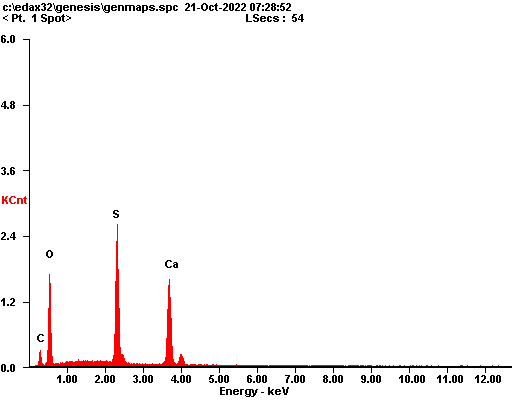 c:\edax32\genesis\genmaps.spc 21-Oct-2022 07:28:52
< Pt. 1 Spot> LSecs : 54
6.0
4.8
3.6
KCnt
2.4
1.2
0.0
C
O
S
Ca
1.00 2.00 3.00 4.00 5.00 6.00 7.00 8.00 9.00 10.00 11.00 12.00
Energy - keV